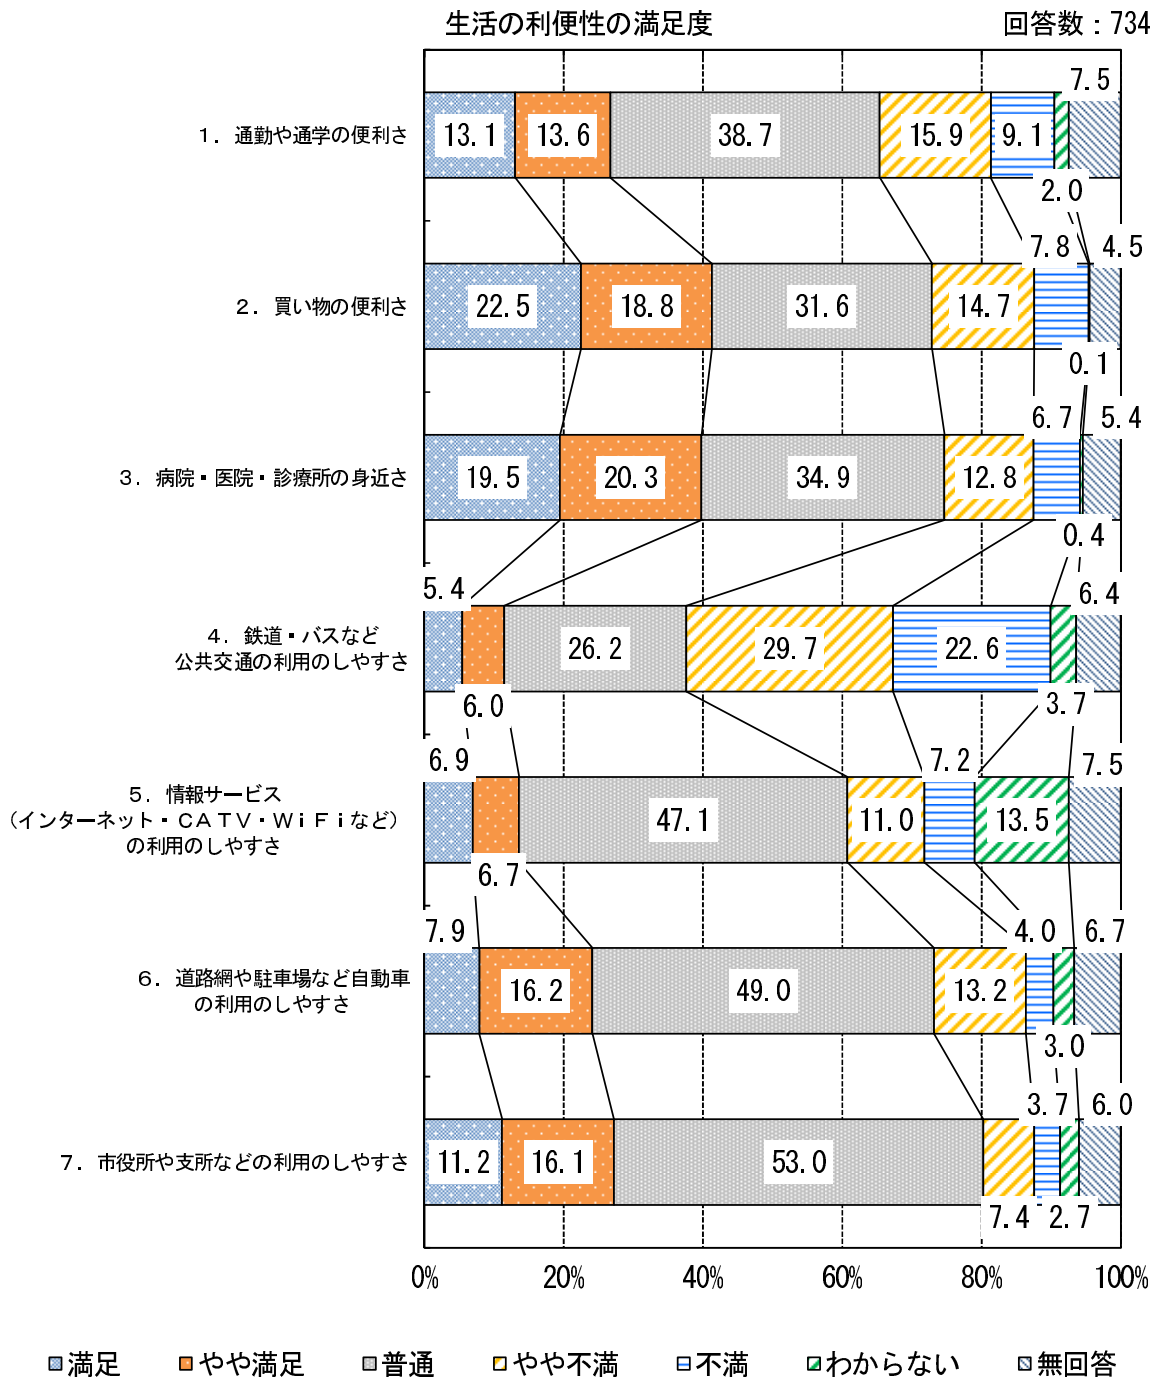 生活の利便性の満足度
回答数：734
１．通勤や通学の便利さ
13.1 13.6 38.7 15.9 9.1 2.0 7.5
２．買い物の便利さ
22.5 18.8 31.6 14.7 7.8 0.1 4.5
３．病院・医院・診療所の身近さ
19.5 20.3 34.9 12.8 6.7 0.4 5.4
４．鉄道・バスなど
公共交通の利用のしやすさ
5.4 6.0 26.2 29.7 22.6 3.7 6.4
５．情報サービス
（インターネット・ＣＡＴＶ・ＷｉＦｉなど）
の利用のしやすさ
6.9 6.7 47.1 11.0 7.2 13.5 7.5
６．道路網や駐車場など自動車
の利用のしやすさ
7.9 16.2 49.0 13.2 4.0 3.0 6.7
７．市役所や支所などの利用のしやすさ
11.2 16.1 53.0 7.4 3.7 2.7 6.0
0% 20% 40% 60% 80% 100%
満足 やや満足 普通 やや不満 不満 わからない 無回答